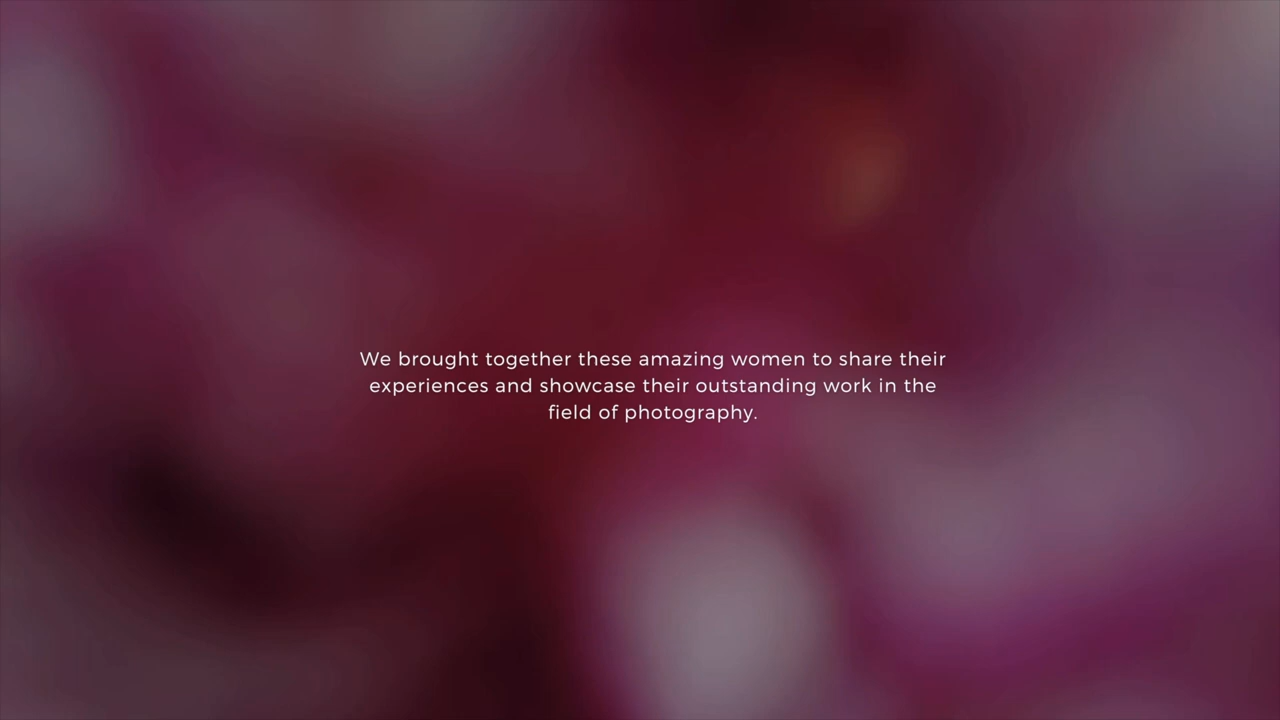 We brought together these amazing women to share their
experiences and showcase their outstanding work in the
field of photography.